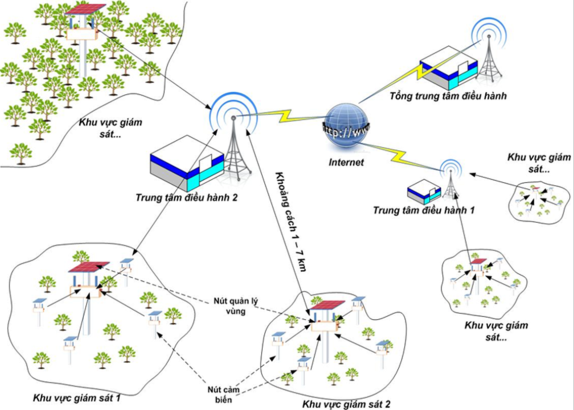 Khu vực giám
sát...
Tổng trung tâm điều hành
http://ww
Internet
Khu vực giám
sát...
Trung tâm điều hành 2
Trung tâm điều hành 1
Khoảng cách 1 – 7 km
Nút quản lý
vùng
Khu vực giám
sát...
Nút cảm
biến
Khu vực giám sát 1
Khu vực giám sát 2